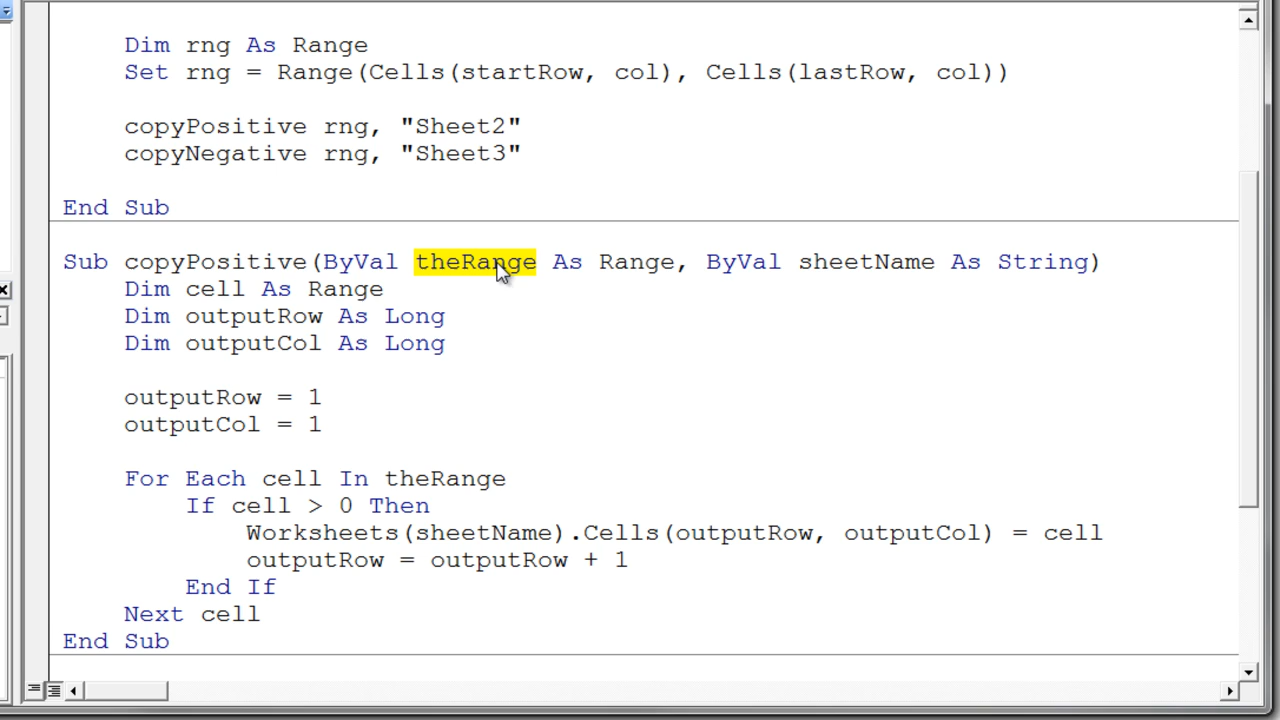 Dim rng As Range
Set rng = Range(Cells(startRow, col), Cells(lastRow, col))
copyPositive rng, "Sheet2"
copyNegative rng, "Sheet3"
End Sub
Sub copyPositive(ByVal theRange As Range, ByVal sheetName As String)
Dim cell As Range
Dim outputRow As Long
Dim outputCol As Long
outputRow = 1
outputCol = 1
For Each cell In theRange
If cell > 0 Then
Worksheets(sheetName).Cells(outputRow, outputCol) = cell
outputRow = outputRow + 1
End If
Next cell
End Sub